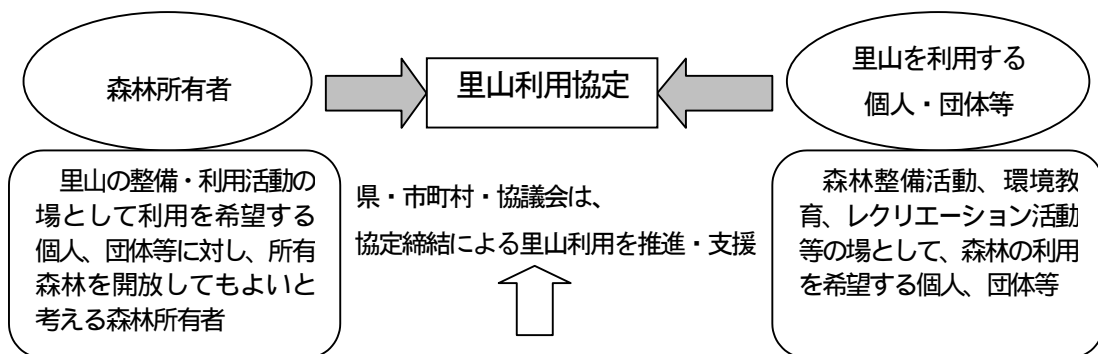 森林所有者
里山利用協定
里山を利用する
個人・団体等
里山の整備・利用活動の
場として利用を希望する
個人、団体等に対し、所有
森林を開放してもよいと
考える森林所有者
県・市町村・協議会は、
協定締結による里山利用を推進・支援
森林整備活動、環境教
育、レクリエーション活動
等の場として、森林の利用
を希望する個人、団体等